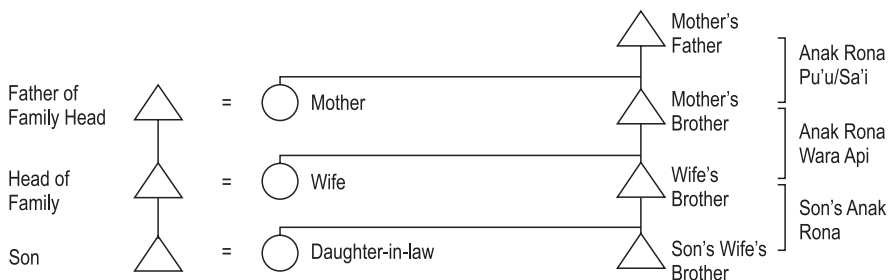 Mother's
Father
Anak Rona
Pu'u/Sa'i
Father of
Family Head
=
Mother
Mother's
Brother
Anak Rona
Wara Api
Head of
Family
=
Wife
Wife's
Brother
Son's Anak
Rona
Son
=
Daughter-in-law
Son's Wife's
Brother